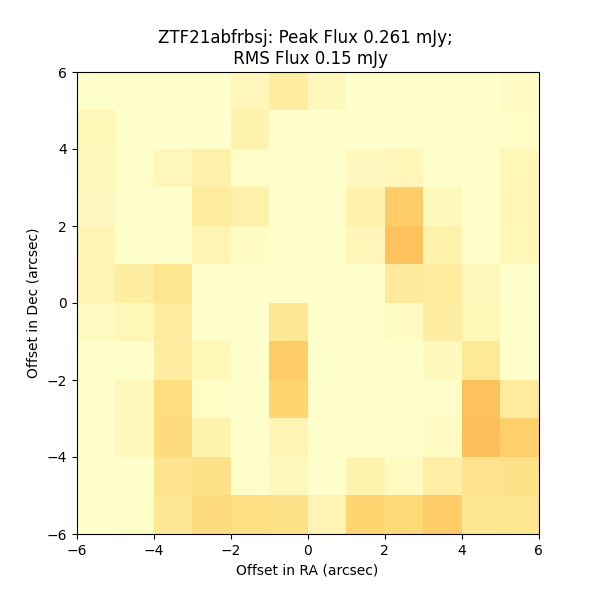 ZTF21abfrbsj: Peak Flux 0.261 mJy;
RMS Flux 0.15 mJy
6
4
2
0
−2
−4
−6
Offset in Dec (arcsec)
−6 −4 −2 0 2 4 6
Offset in RA (arcsec)